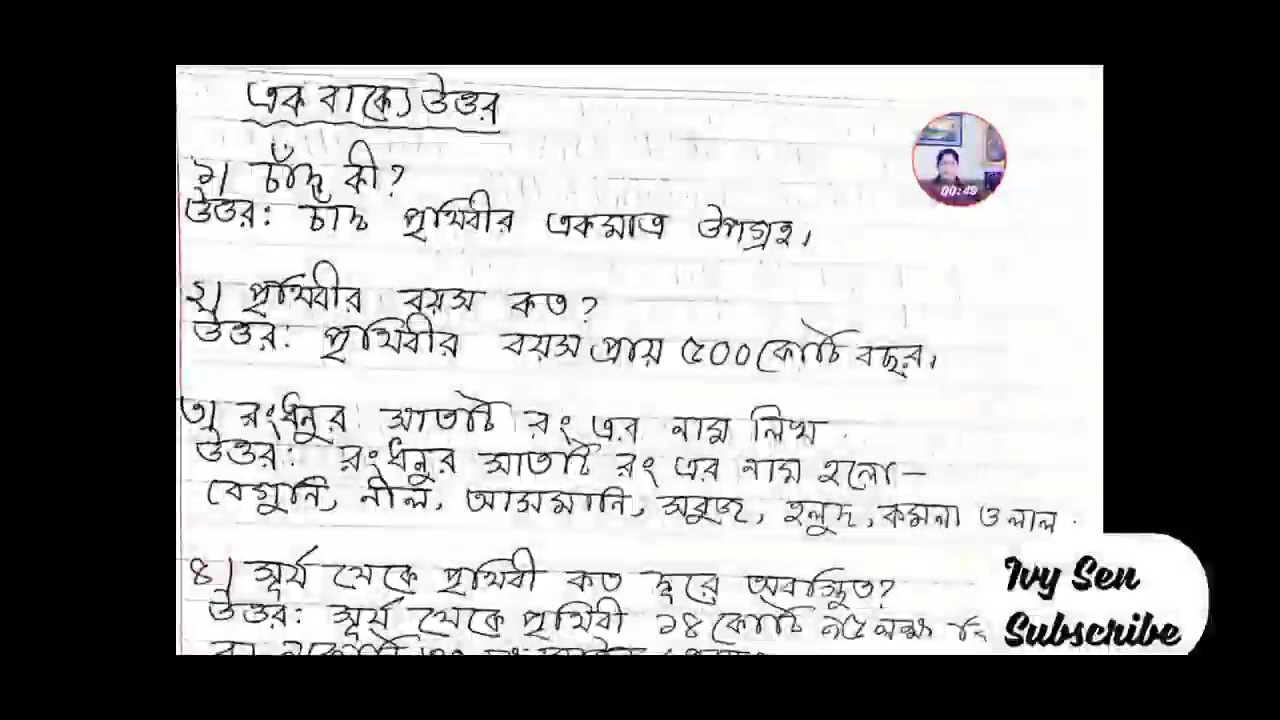 এক বাক্যে উত্তর
১) চাঁদ কী?
উত্তর: চাঁদ পৃথিবীর একমাত্র উপগ্রহ।
00:49
২) পৃথিবীর বয়স কত?
উত্তর: পৃথিবীর বয়স প্রায় ৫০০ কোটি বছর।
৩) রংধনুর সাতটি রং এর নাম লিখ
উত্তর: রংধনুর সাতটি রং এর নাম হলো-
বেগুনি, নীল, আসমানি, সবুজ, হলুদ, কমলা ও লাল
৪) সূর্য থেকে পৃথিবী কত দূরে অবস্থিত?
উত্তর: সূর্য থেকে পৃথিবী ১৪ কোটি ৯৫ লক্ষ
Ivy Sen
Subscribe